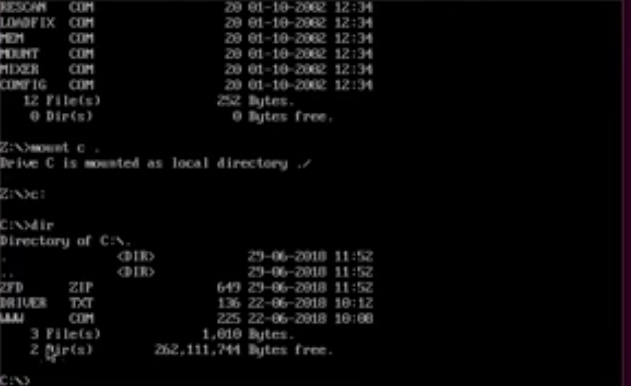 RESCAN COM 20 01-10-2002 12:34
LOADFIX COM 20 01-10-2002 12:34
MEM COM 20 01-10-2002 12:34
MOUNT COM 20 01-10-2002 12:34
MIXER COM 20 01-10-2002 12:34
CONFIG COM 20 01-10-2002 12:34
12 File(s) 252 Bytes.
0 Dir(s) 0 Bytes free.
Z:\>mount c .
Drive C is mounted as local directory ./
Z:\>c:
C:\>dir
Directory of C:\.
. <DIR> 29-06-2018 11:52
.. <DIR> 29-06-2018 11:52
ZFD ZIP 649 29-06-2018 11:52
DRIVER TXT 136 22-06-2018 10:12
WWW COM 225 22-06-2018 10:08
3 File(s) 1,010 Bytes.
2 Dir(s) 262,111,744 Bytes free.
C:\>